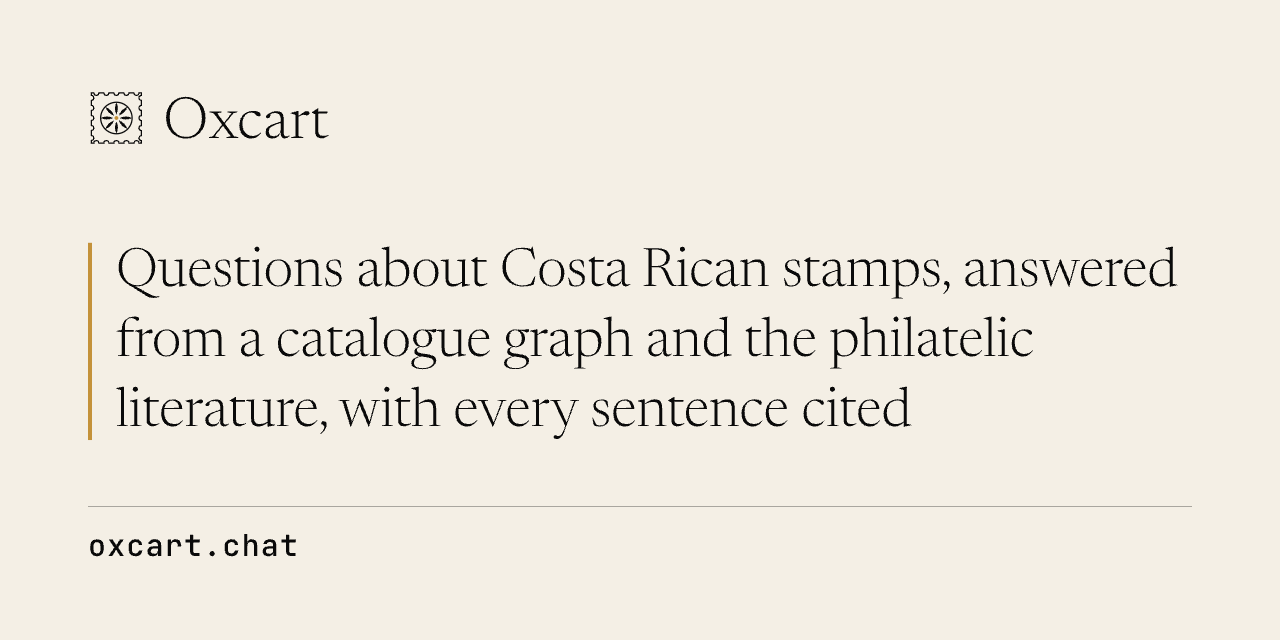 Oxcart
Questions about Costa Rican stamps, answered
from a catalogue graph and the philatelic
literature, with every sentence cited
oxcart.chat